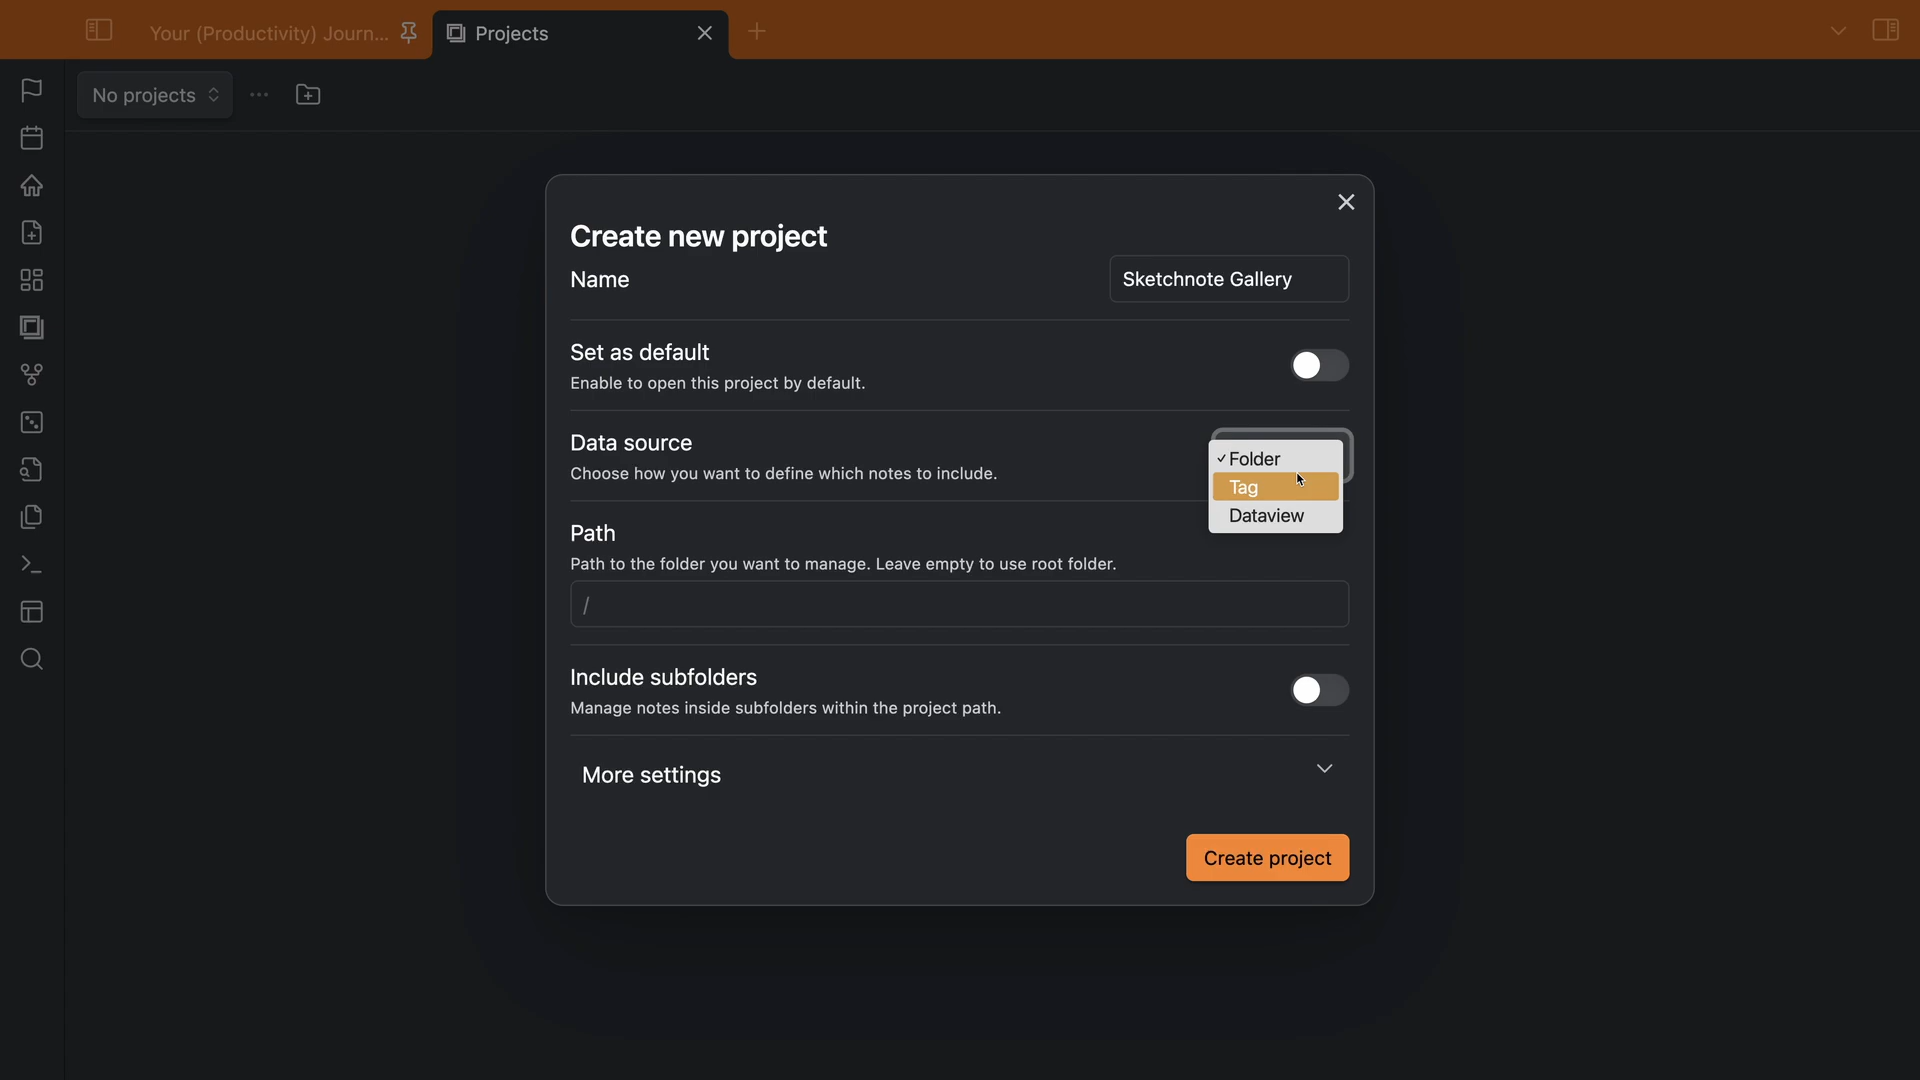 Your (Productivity) Journ...
Projects
No projects
Create new project
Name
Sketchnote Gallery
Set as default
Enable to open this project by default.
Data source
Choose how you want to define which notes to include.
✓ Folder
Tag
Dataview
Path
Path to the folder you want to manage. Leave empty to use root folder.
/
Include subfolders
Manage notes inside subfolders within the project path.
More settings
Create project